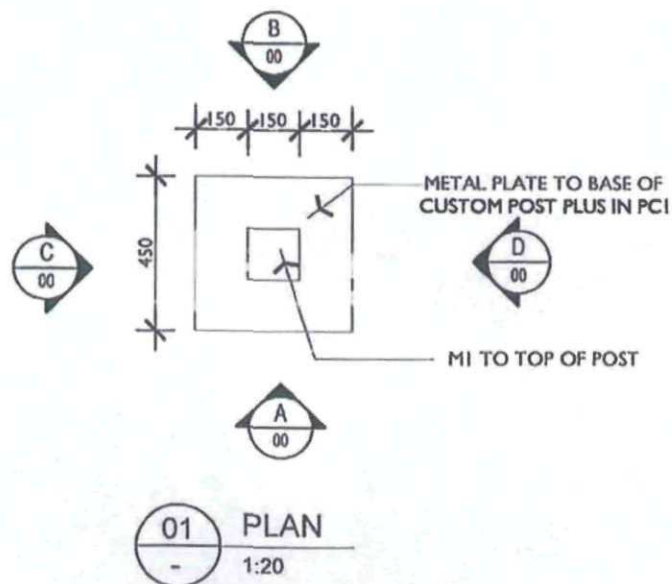 B
00
150 150 150
METAL PLATE TO BASE OF
CUSTOM POST PLUS IN PC1
C
00
450
D
00
M1 TO TOP OF POST
A
00
01 PLAN
- 1:20